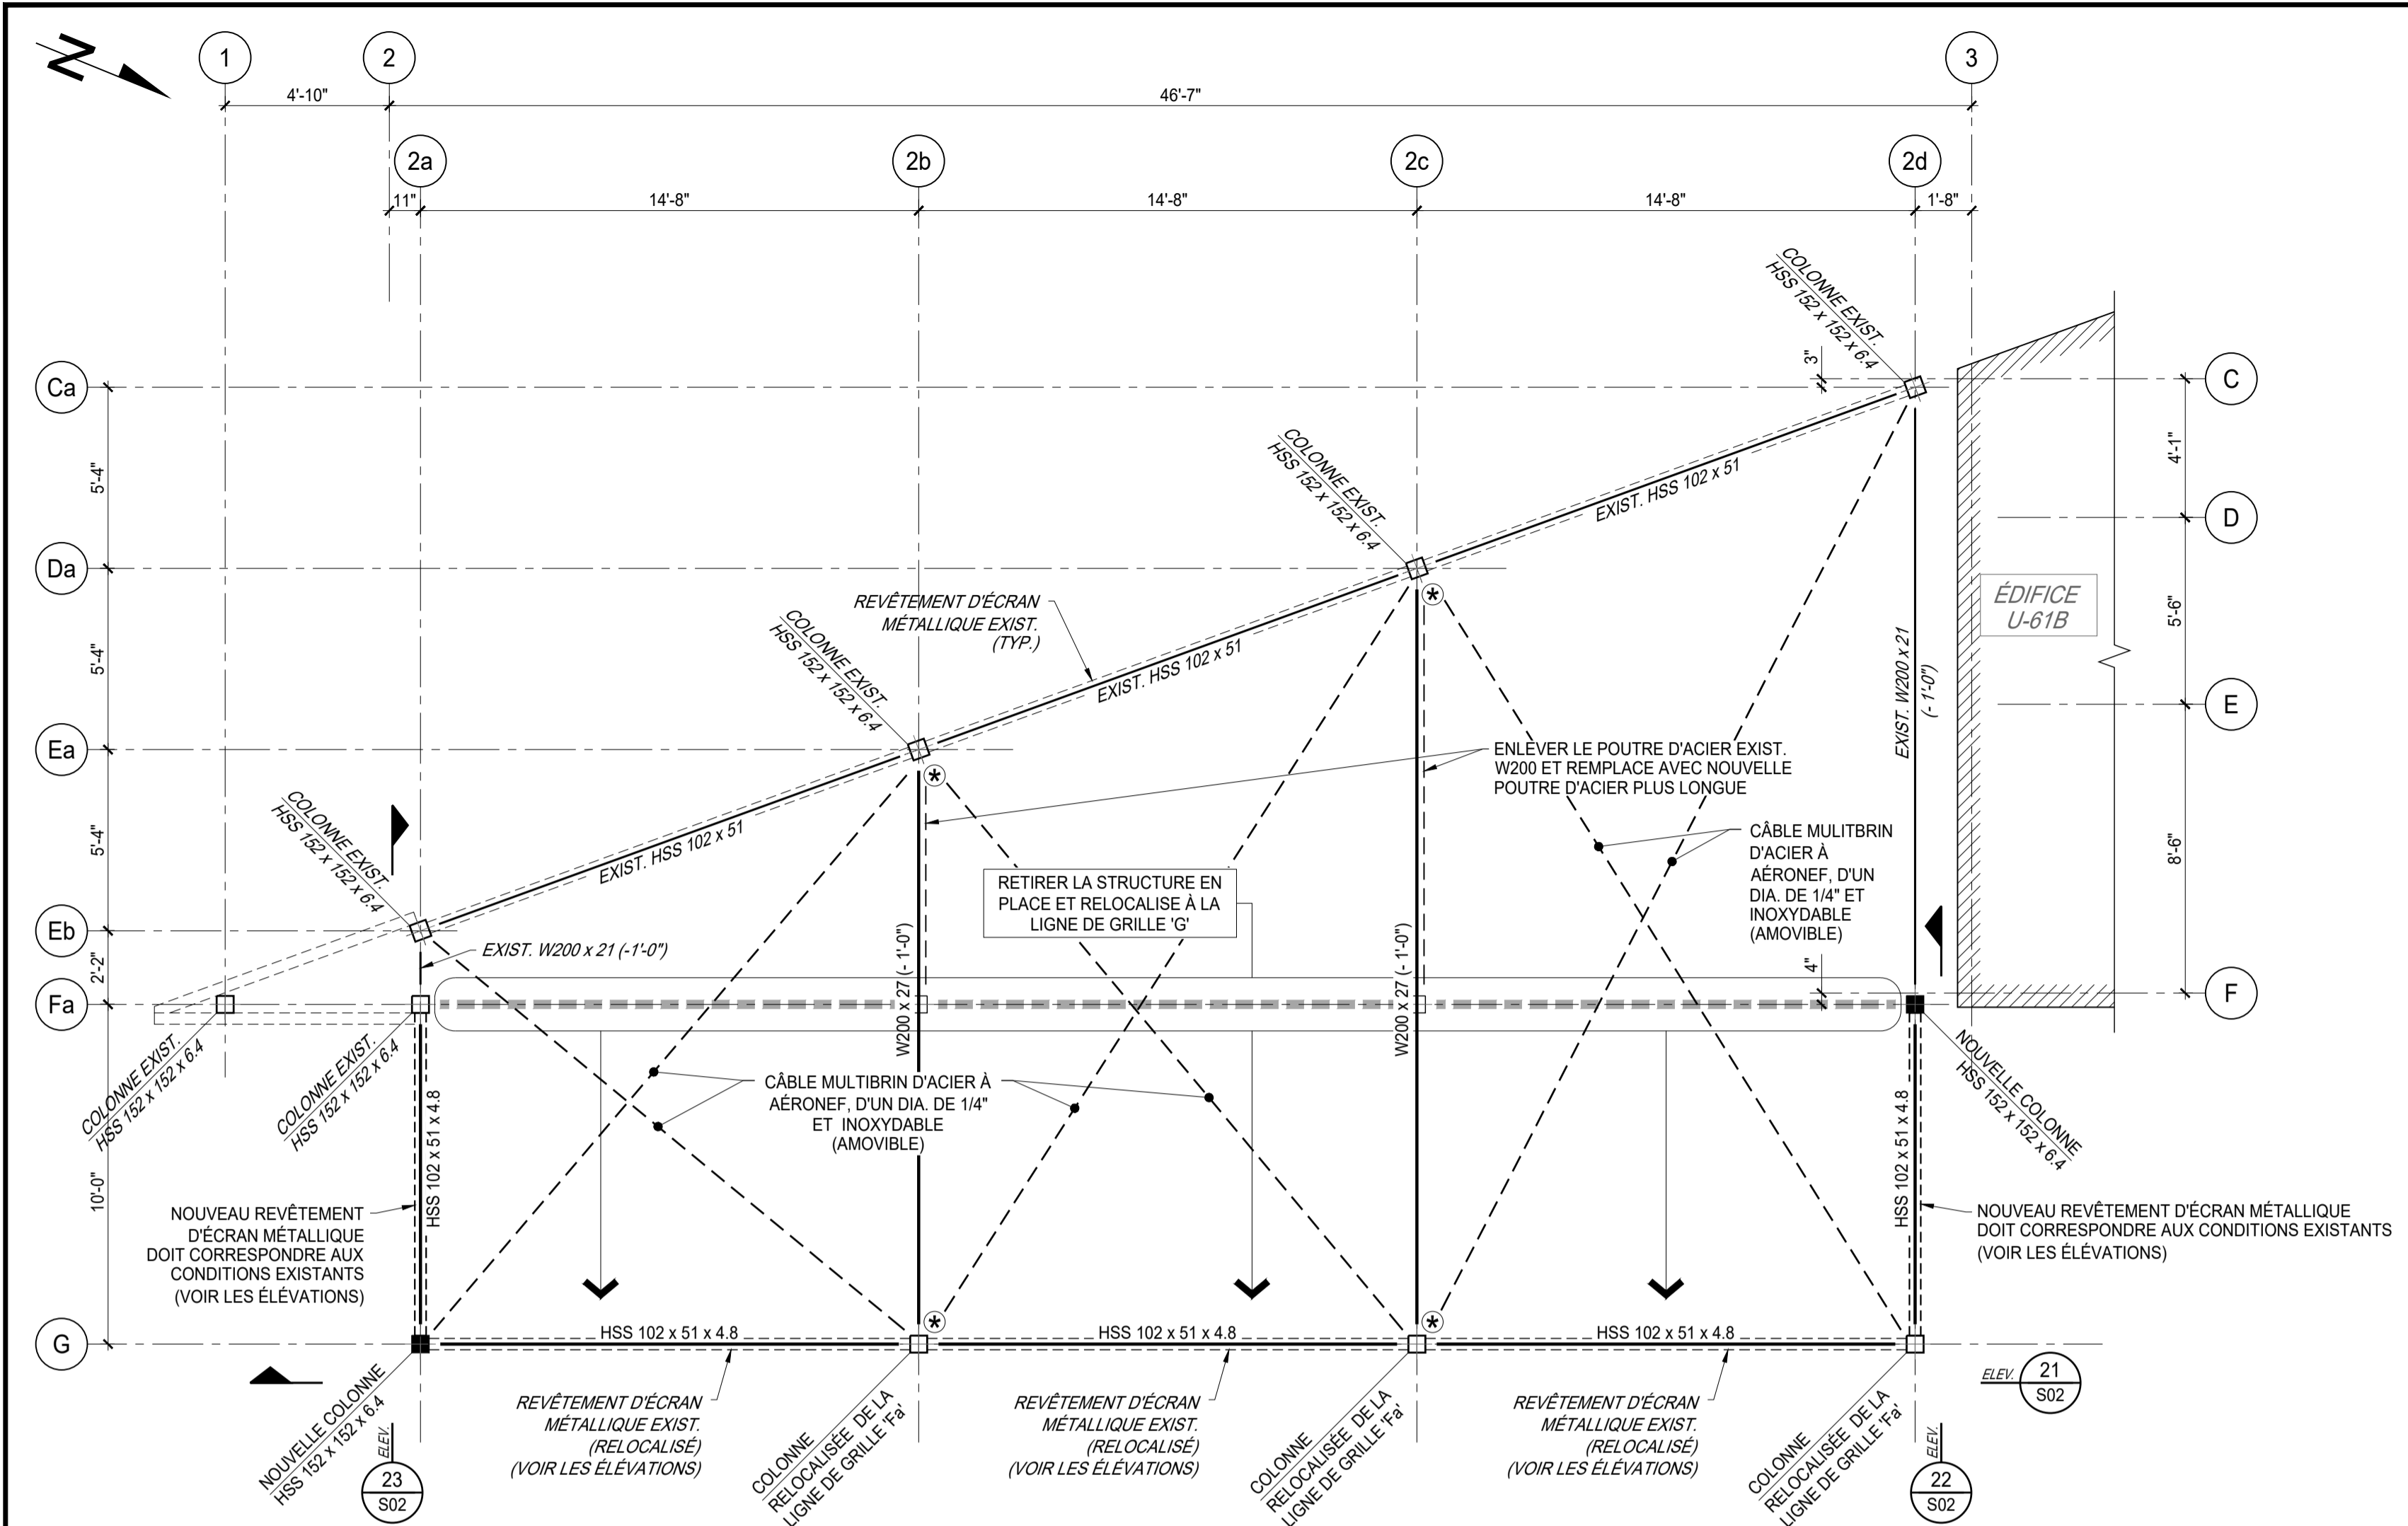 N
1
2
3
4'-10"
46'-7"
2a
2b
2c
2d
11"
14'-8"
14'-8"
14'-8"
1'-8"
COLONNE EXIST.
HSS 152 x 152 x 6.4
3"
Ca
C
5'-4"
4'-1"
COLONNE EXIST.
HSS 152 x 152 x 6.4
EXIST. HSS 102 x 51
D
Da
REVÊTEMENT D'ÉCRAN
MÉTALLIQUE EXIST.
(TYP.)
*
ÉDIFICE
U-61B
5'-6"
5'-4"
COLONNE EXIST.
HSS 152 x 152 x 6.4
EXIST. HSS 102 x 51
EXIST. W200 x 21
(- 1'-0")
E
Ea
*
ENLEVER LE POUTRE D'ACIER EXIST.
W200 ET REMPLACE AVEC NOUVELLE
POUTRE D'ACIER PLUS LONGUE
5'-4"
COLONNE EXIST.
HSS 152 x 152 x 6.4
EXIST. HSS 102 x 51
CÂBLE MULITBRIN
D'ACIER À
AÉRONEF, D'UN
DIA. DE 1/4" ET
INOXYDABLE
(AMOVIBLE)
8'-6"
RETIRER LA STRUCTURE EN
PLACE ET RELOCALISE À LA
LIGNE DE GRILLE 'G'
Eb
EXIST. W200 x 21 (-1'-0")
2'-2"
4"
Fa
F
W200 x 27 (- 1'-0")
W200 x 27 (- 1'-0")
COLONNE EXIST.
HSS 152 x 152 x 6.4
COLONNE EXIST.
HSS 152 x 152 x 6.4
NOUVELLE COLONNE
HSS 152 x 152 x 6.4
CÂBLE MULTIBRIN D'ACIER À
AÉRONEF, D'UN DIA. DE 1/4"
ET INOXYDABLE
(AMOVIBLE)
10'-0"
HSS 102 x 51 x 4.8
HSS 102 x 51 x 4.8
NOUVEAU REVÊTEMENT
D'ÉCRAN MÉTALLIQUE
DOIT CORRESPONDRE AUX
CONDITIONS EXISTANTS
(VOIR LES ÉLÉVATIONS)
NOUVEAU REVÊTEMENT D'ÉCRAN MÉTALLIQUE
DOIT CORRESPONDRE AUX CONDITIONS EXISTANTS
(VOIR LES ÉLÉVATIONS)
*
*
G
HSS 102 x 51 x 4.8
HSS 102 x 51 x 4.8
HSS 102 x 51 x 4.8
NOUVELLE COLONNE
HSS 152 x 152 x 6.4
REVÊTEMENT D'ÉCRAN
MÉTALLIQUE EXIST.
(RELOCALISÉ)
(VOIR LES ÉLÉVATIONS)
COLONNE
RELOCALISÉE DE LA
LIGNE DE GRILLE 'Fa'
REVÊTEMENT D'ÉCRAN
MÉTALLIQUE EXIST.
(RELOCALISÉ)
(VOIR LES ÉLÉVATIONS)
COLONNE
RELOCALISÉE DE LA
LIGNE DE GRILLE 'Fa'
REVÊTEMENT D'ÉCRAN
MÉTALLIQUE EXIST.
(RELOCALISÉ)
(VOIR LES ÉLÉVATIONS)
COLONNE
RELOCALISÉE DE LA
LIGNE DE GRILLE 'Fa'
ELEV.
21
S02
ELEV.
23
S02
ELEV.
22
S02